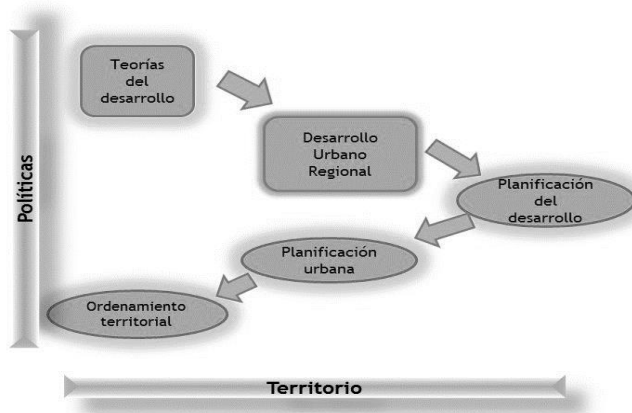 Teorías
del
desarrollo
Desarrollo
Urbano
Regional
Planificación
del
desarrollo
Planificación
urbana
Ordenamiento
territorial
Políticas
Territorio